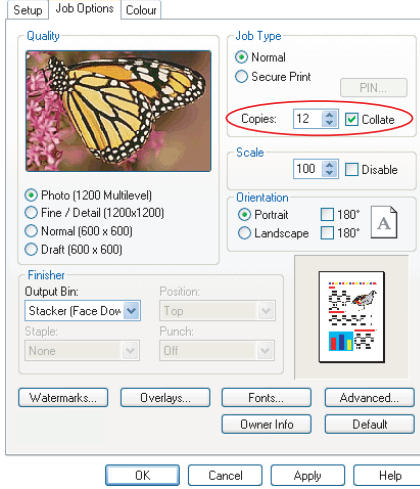 Setup Job Options Colour
Quality
Job Type
Normal
Secure Print
PIN...
Copies: 12 Collate
Scale
100 Disable
Photo (1200 Multilevel)
Fine / Detail (1200x1200)
Normal (600 x 600)
Draft (600 x 600)
Orientation
Portrait 180°
Landscape 180°
A
Finisher
Output Bin: Position:
Stacker (Face Dow Top
Staple: Punch:
None Off
Watermarks... Overlays... Fonts... Advanced...
Owner Info Default
OK Cancel Apply Help